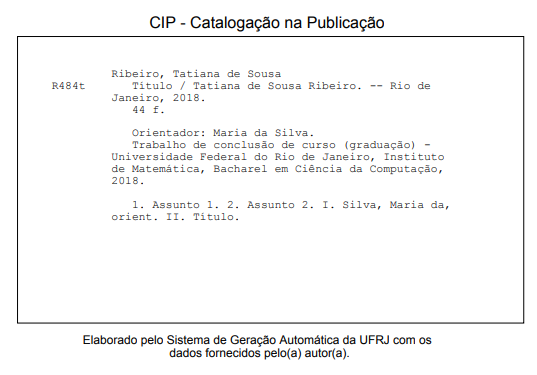 CIP - Catalogação na Publicação
Ribeiro, Tatiana de Sousa
R484t Título / Tatiana de Sousa Ribeiro. -- Rio de
Janeiro, 2018.
44 f.
Orientador: Maria da Silva.
Trabalho de conclusão de curso (graduação) -
Universidade Federal do Rio de Janeiro, Instituto
de Matemática, Bacharel em Ciência da Computação,
2018.
1. Assunto 1. 2. Assunto 2. I. Silva, Maria da,
orient. II. Título.
Elaborado pelo Sistema de Geração Automática da UFRJ com os
dados fornecidos pelo(a) autor(a).